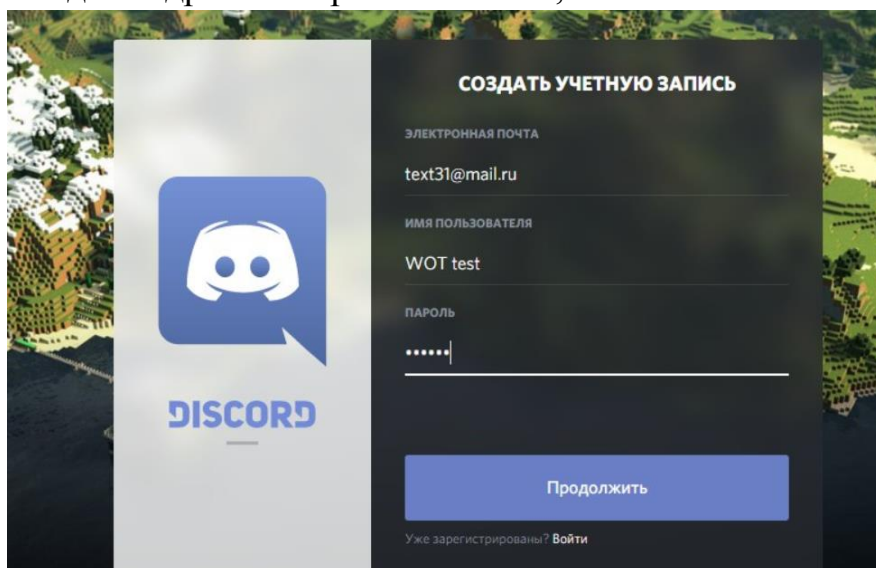 СОЗДАТЬ УЧЕТНУЮ ЗАПИСЬ
ЭЛЕКТРОННАЯ ПОЧТА
text31@mail.ru
ИМЯ ПОЛЬЗОВАТЕЛЯ
WOT test
ПАРОЛЬ
••••••
DISCORD
Продолжить
Уже зарегистрированы? Войти